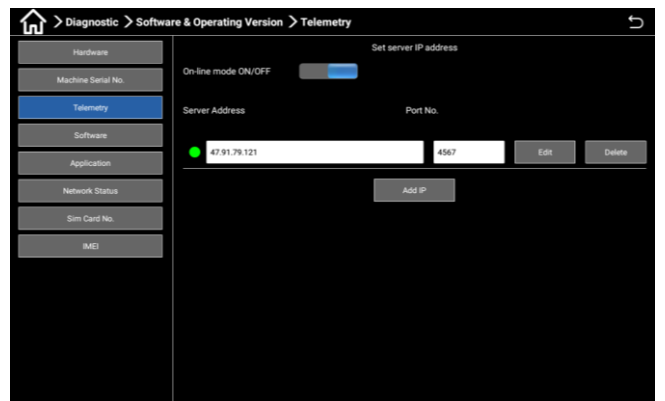 > Diagnostic > Software & Operating Version > Telemetry
Hardware
Machine Serial No.
Telemetry
Software
Application
Network Status
Sim Card No.
IMEI
Set server IP address
On-line mode ON/OFF
Server Address Port No.
47.91.79.121 4567 Edit Delete
Add IP